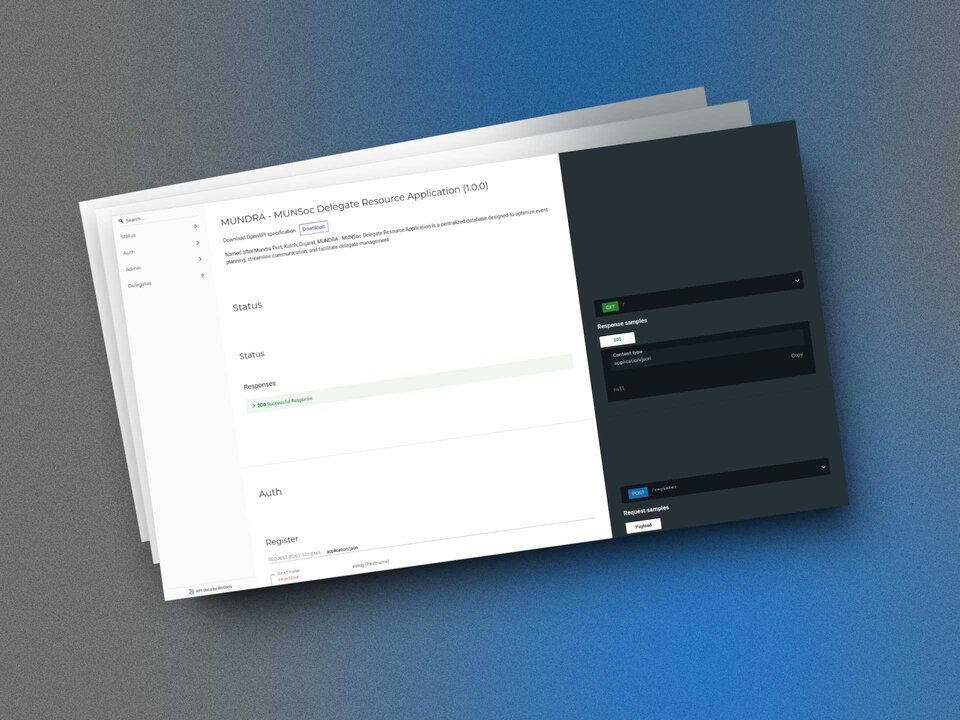 Search...
Status
Auth
Admin
Delegates
API docs by Redocly
MUNDRA - MUNSoc Delegate Resource Application (1.0.0)
Download OpenAPI specification: Download
Named after Mundra Port, Kutch, Gujarat, MUNDRA - MUNSoc Delegate Resource Application is a centralized database designed to optimize event
planning, streamline communication, and facilitate delegate management
Status
Status
Responses
200 Successful Response
Auth
Register
REQUEST BODY SCHEMA: application/json
firstname
required
string (Firstname)
GET /
Response samples
200
Content type
application/json
Copy
null
POST /register
Request samples
Payload